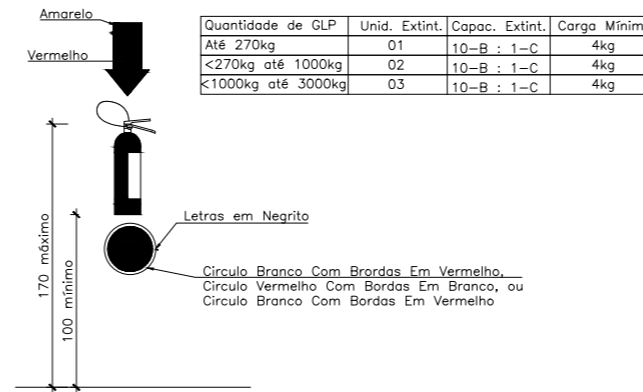 Amarelo
Vermelho
Quantidade de GLP Unid. Extint. Capac. Extint. Carga Mínim
Até 270kg 01 10-B : 1-C 4kg
<270kg até 1000kg 02 10-B : 1-C 4kg
<1000kg até 3000kg 03 10-B : 1-C 4kg
Letras em Negrito
170 máximo
100 mínimo
Circulo Branco Com Brordas Em Vermelho,
Circulo Vermelho Com Bordas Em Branco, ou
Circulo Branco Com Bordas Em Vermelho